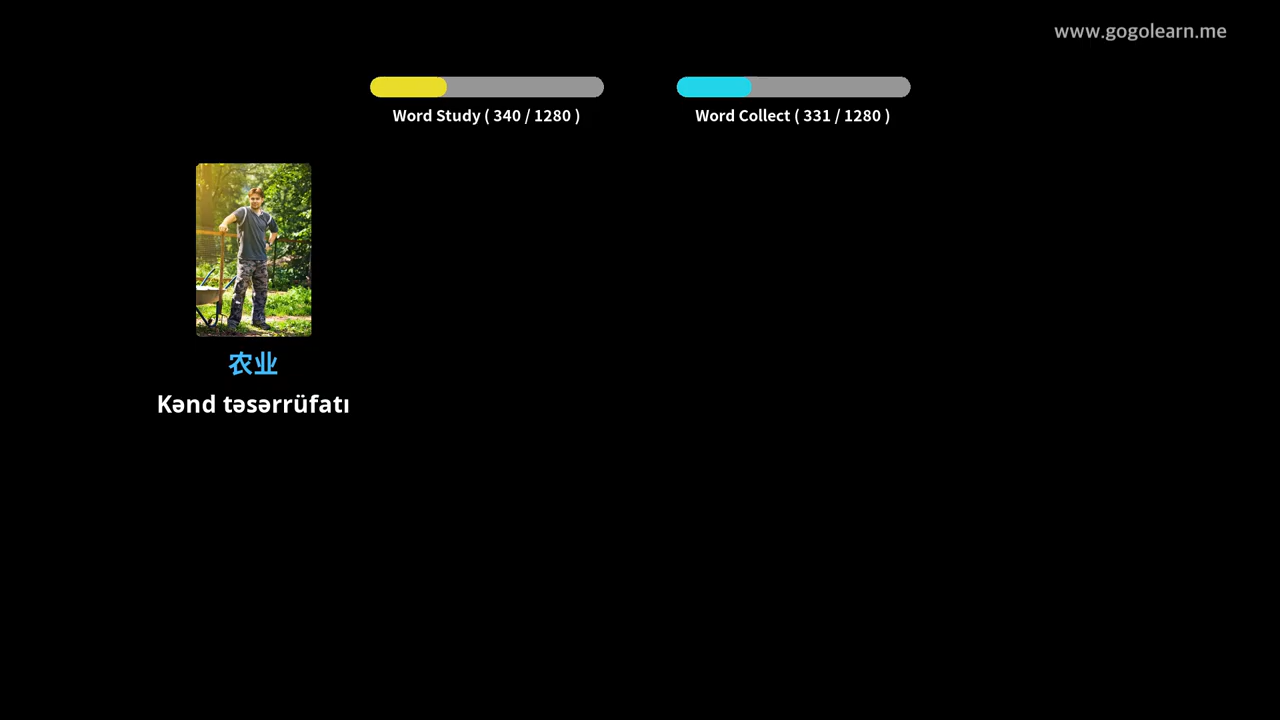 www.gogolearn.me
Word Study ( 340 / 1280 )
Word Collect ( 331 / 1280 )
农业
Kənd təsərrüfatı